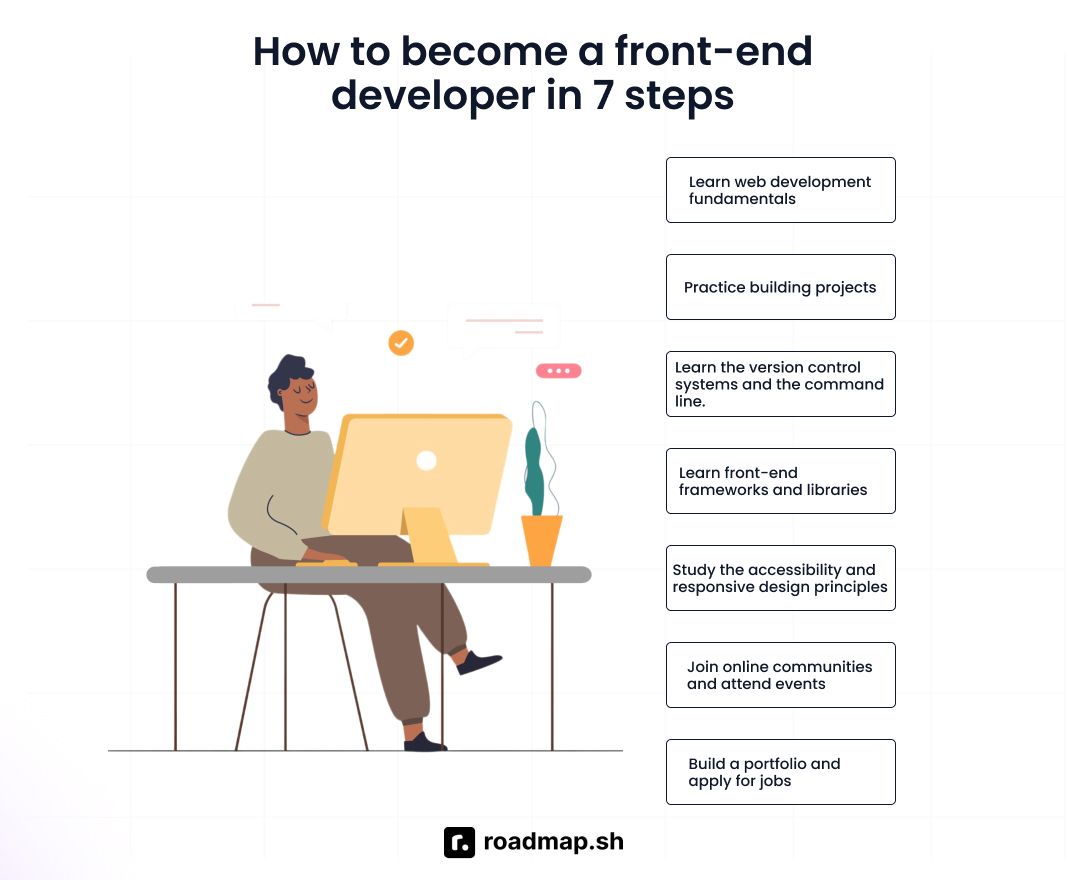 How to become a front-end
developer in 7 steps
Learn web development
fundamentals
Practice building projects
Learn the version control
systems and the command
line.
Learn front-end
frameworks and libraries
Study the accessibility and
responsive design principles
Join online communities
and attend events
Build a portfolio and
apply for jobs
roadmap.sh